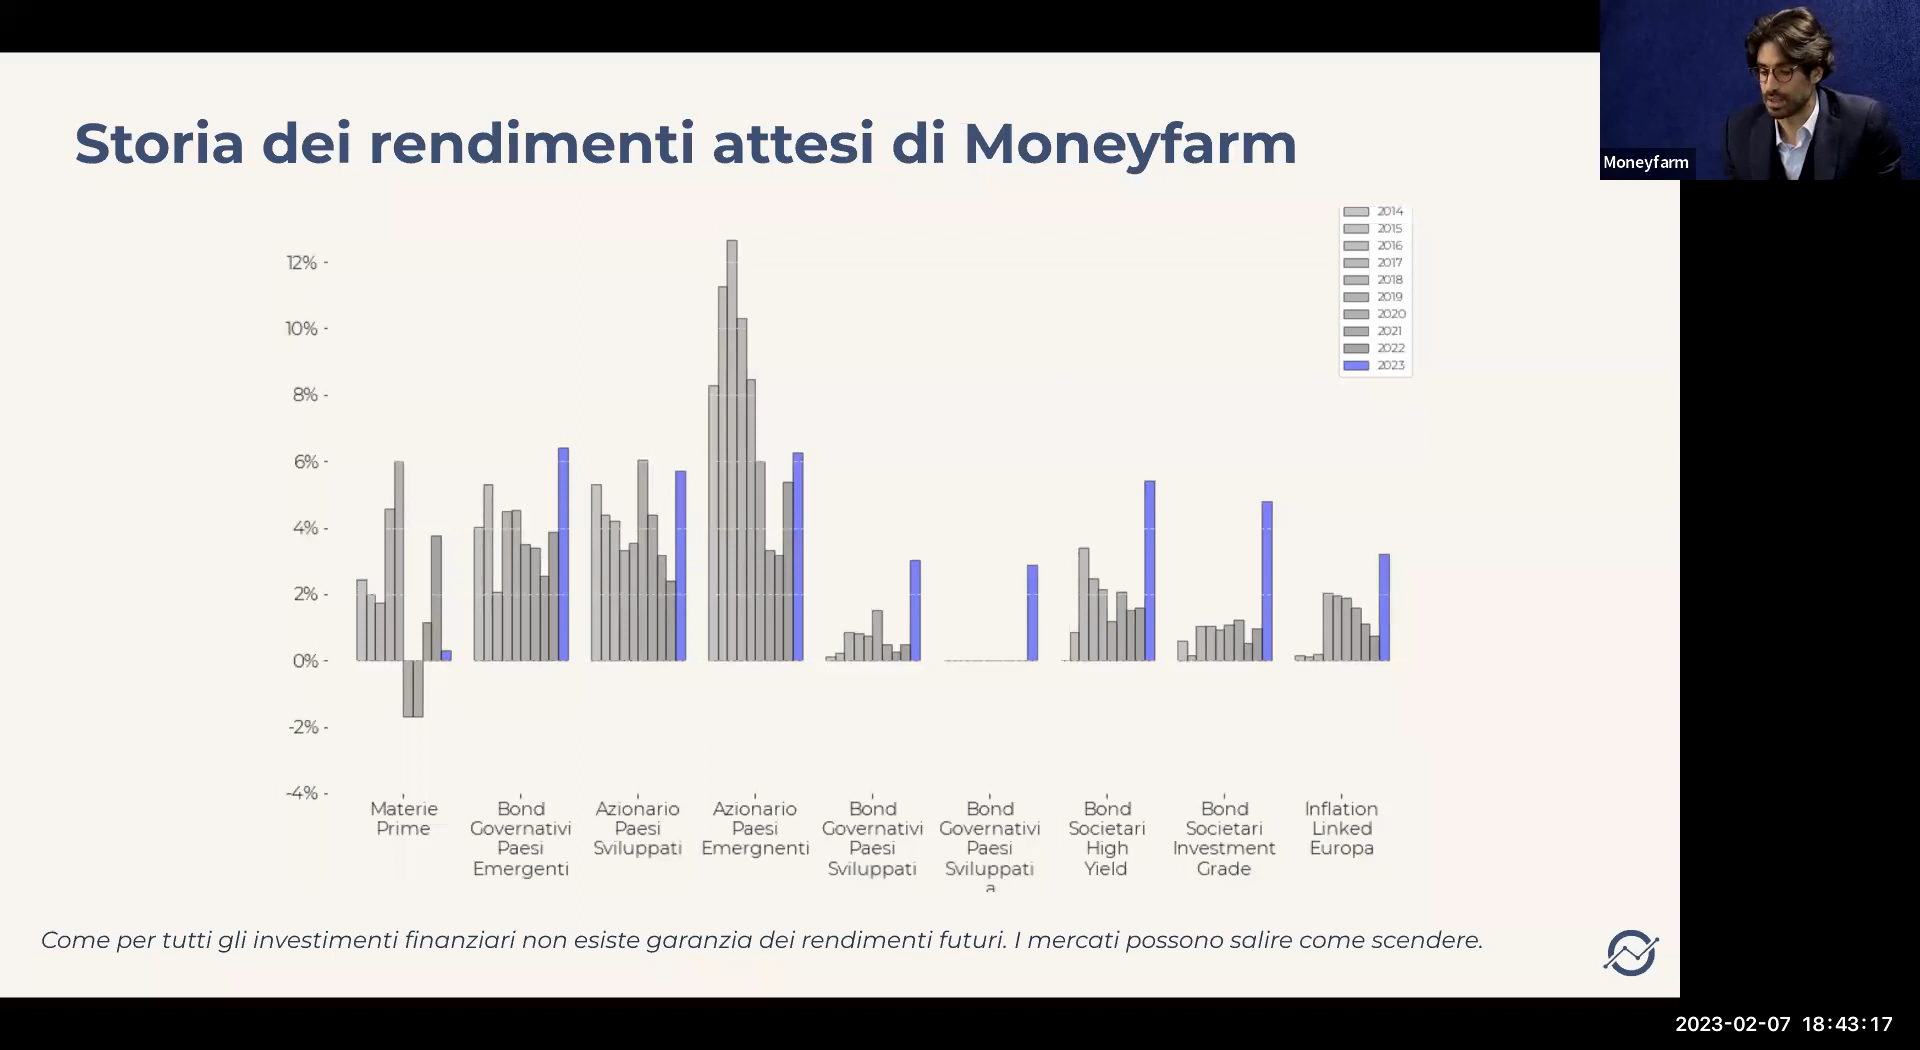 Storia dei rendimenti attesi di Moneyfarm
Moneyfarm
2014
2015
2016
2017
2018
2019
2020
2021
2022
2023
12%
10%
8%
6%
4%
2%
0%
-2%
-4%
Materie
Prime
Bond
Governativi
Paesi
Emergenti
Azionario
Paesi
Sviluppati
Azionario
Paesi
Emergnenti
Bond
Governativi
Paesi
Sviluppati
Bond
Governativi
Paesi
Sviluppati
a
Bond
Societari
High
Yield
Bond
Societari
Investment
Grade
Inflation
Linked
Europa
Come per tutti gli investimenti finanziari non esiste garanzia dei rendimenti futuri. I mercati possono salire come scendere.
2023-02-07 18:43:17